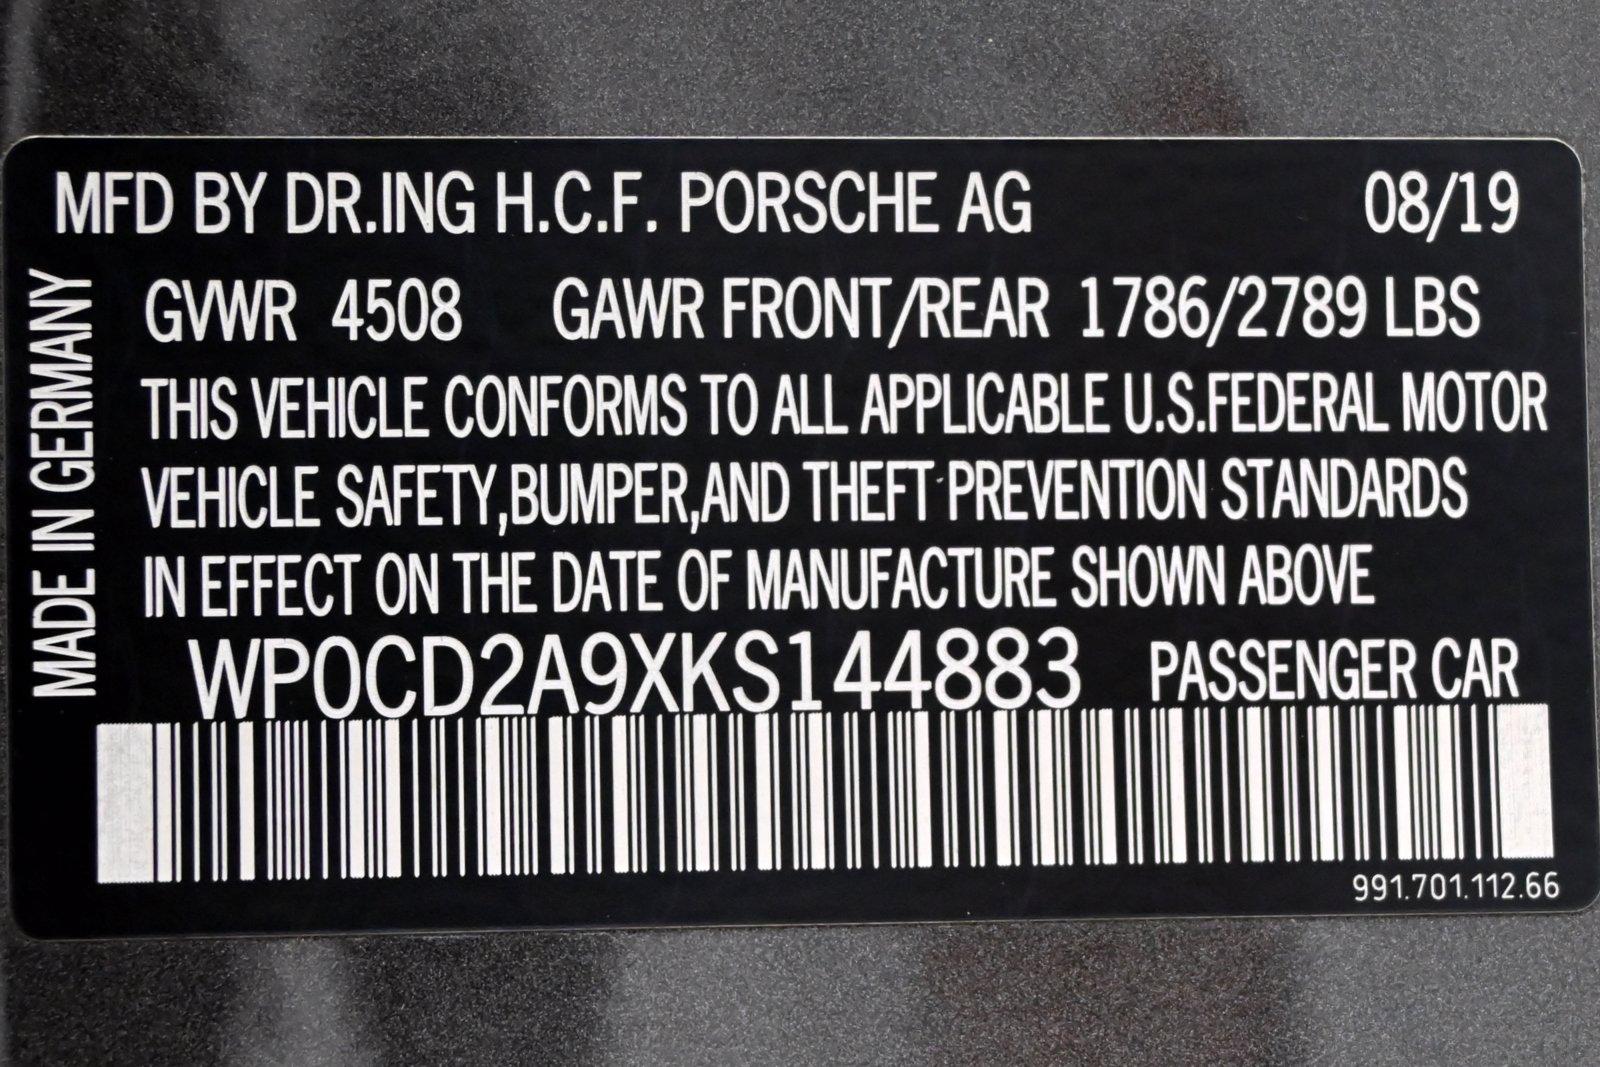 MFD BY DR.ING H.C.F. PORSCHE AG 08/19
MADE IN GERMANY
GVWR 4508 GAWR FRONT/REAR 1786/2789 LBS
THIS VEHICLE CONFORMS TO ALL APPLICABLE U.S.FEDERAL MOTOR
VEHICLE SAFETY,BUMPER,AND THEFT PREVENTION STANDARDS
IN EFFECT ON THE DATE OF MANUFACTURE SHOWN ABOVE
WP0CD2A9XKS144883 PASSENGER CAR
991.701.112.66